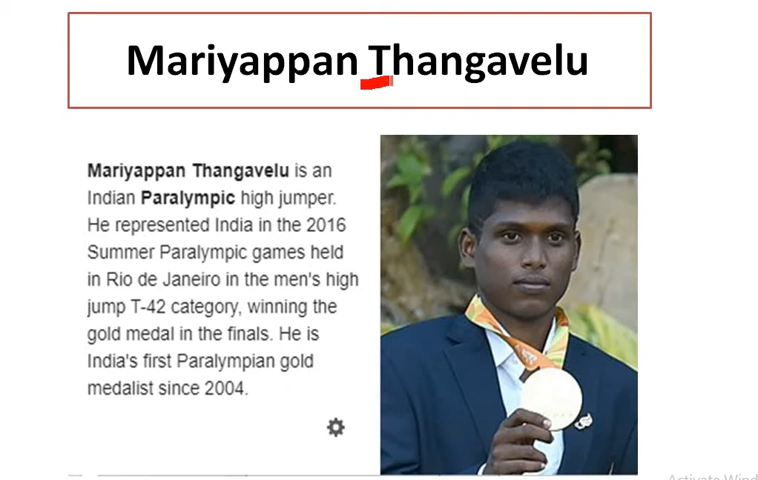 Mariyappan Thangavelu
Mariyappan Thangavelu is an
Indian Paralympic high jumper.
He represented India in the 2016
Summer Paralympic games held
in Rio de Janeiro in the men's high
jump T-42 category, winning the
gold medal in the finals. He is
India's first Paralympian gold
medalist since 2004.
Activate Wind